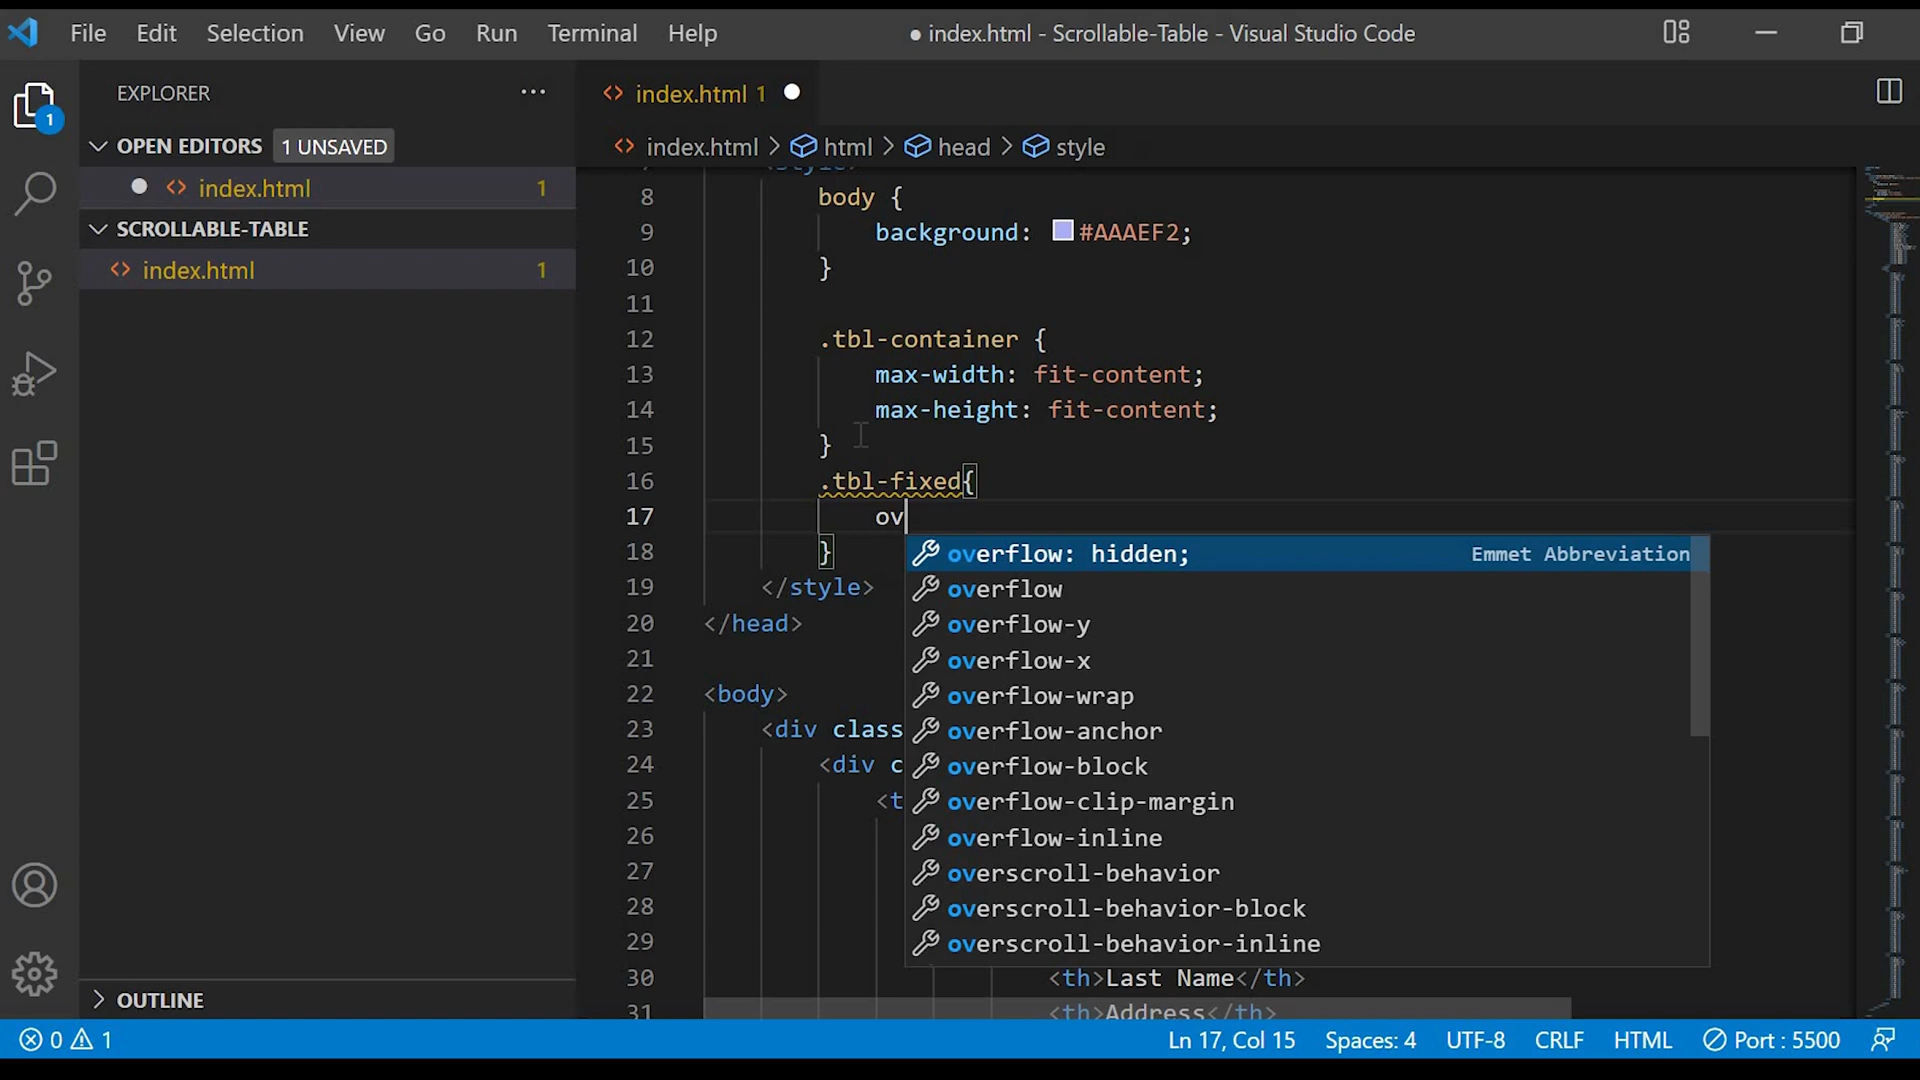 File Edit Selection View Go Run Terminal Help
● index.html - Scrollable-Table - Visual Studio Code
EXPLORER ...
1
OPEN EDITORS 1 UNSAVED
index.html 1
SCROLLABLE-TABLE
index.html 1
OUTLINE
index.html 1
index.html > html > head > style
7 <style>
8 body {
9 background: #AAAEF2;
10 }
11
12 .tbl-container {
13 max-width: fit-content;
14 max-height: fit-content;
15 }
16 .tbl-fixed{
17 ov
18 }
19 </style>
20 </head>
21
22 <body>
23 <div class
24 <div c
25 <t
26
27
28
29
30 <th>Last Name</th>
31 <th>Address</th>
overflow: hidden; Emmet Abbreviation
overflow
overflow-y
overflow-x
overflow-wrap
overflow-anchor
overflow-block
overflow-clip-margin
overflow-inline
overscroll-behavior
overscroll-behavior-block
overscroll-behavior-inline
0 1 Ln 17, Col 15 Spaces: 4 UTF-8 CRLF HTML Port : 5500